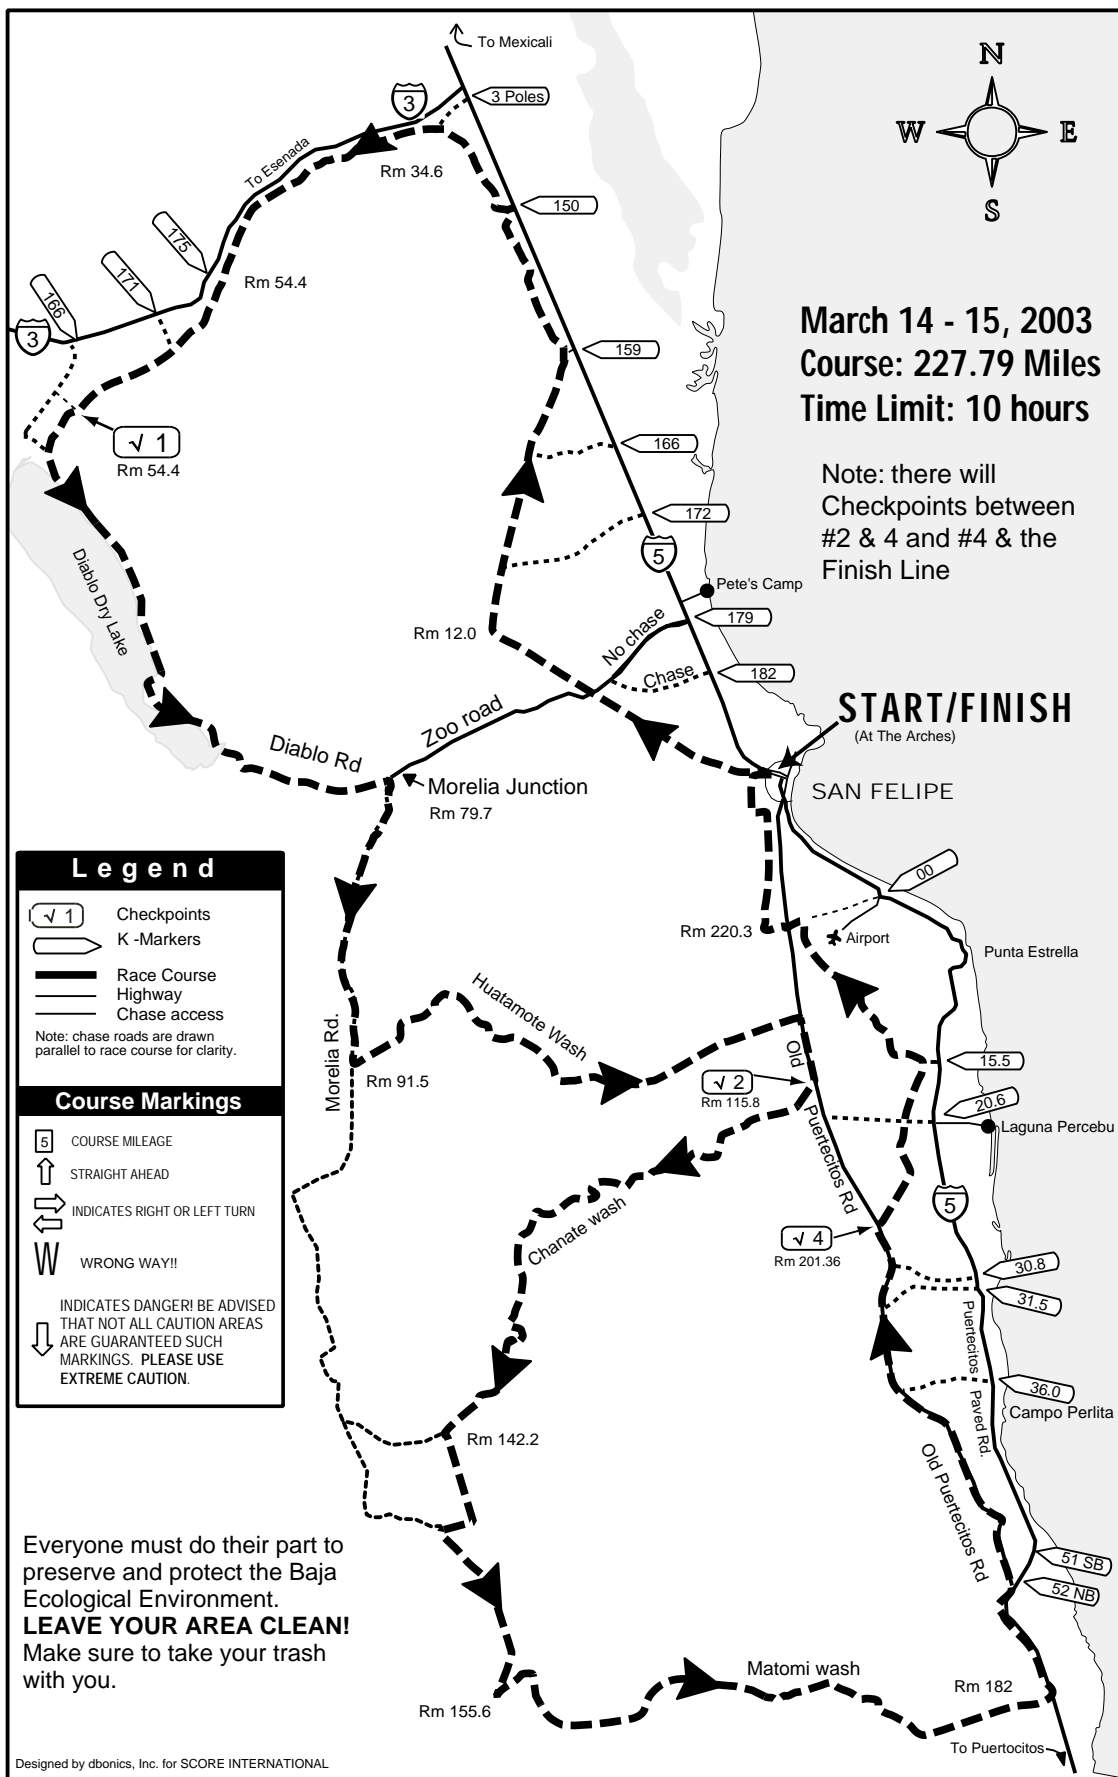 To Mexicali
N
W
E
S
3
3 Poles
To Esenada
Rm 34.6
150
175
171
166
Rm 54.4
3
159
√ 1
Rm 54.4
166
172
5
March 14 - 15, 2003
Course: 227.79 Miles
Time Limit: 10 hours
Note: there will
Checkpoints between
#2 & 4 and #4 & the
Finish Line
Diablo Dry Lake
Pete's Camp
Rm 12.0
No chase
179
Chase
182
START/FINISH
(At The Arches)
Zoo road
Diablo Rd
Morelia Junction
Rm 79.7
SAN FELIPE
Legend
√ 1
Checkpoints
K -Markers
Race Course
Highway
Chase access
Note: chase roads are drawn
parallel to race course for clarity.
Course Markings
5
COURSE MILEAGE
STRAIGHT AHEAD
INDICATES RIGHT OR LEFT TURN
W
WRONG WAY!!
INDICATES DANGER! BE ADVISED
THAT NOT ALL CAUTION AREAS
ARE GUARANTEED SUCH
MARKINGS. PLEASE USE
EXTREME CAUTION.
00
Rm 220.3
Airport
Punta Estrella
Huatamote Wash
Morelia Rd.
Rm 91.5
Old
Puertecitos Rd
√ 2
Rm 115.8
15.5
20.6
Laguna Percebu
Chanate wash
5
√ 4
Rm 201.36
30.8
31.5
Puertecitos
Paved Rd.
36.0
Campo Perlita
Rm 142.2
Old Puertecitos Rd
51 SB
52 NB
Everyone must do their part to
preserve and protect the Baja
Ecological Environment.
LEAVE YOUR AREA CLEAN!
Make sure to take your trash
with you.
Matomi wash
Rm 182
Rm 155.6
To Puertocitos
Designed by dbonics, Inc. for SCORE INTERNATIONAL